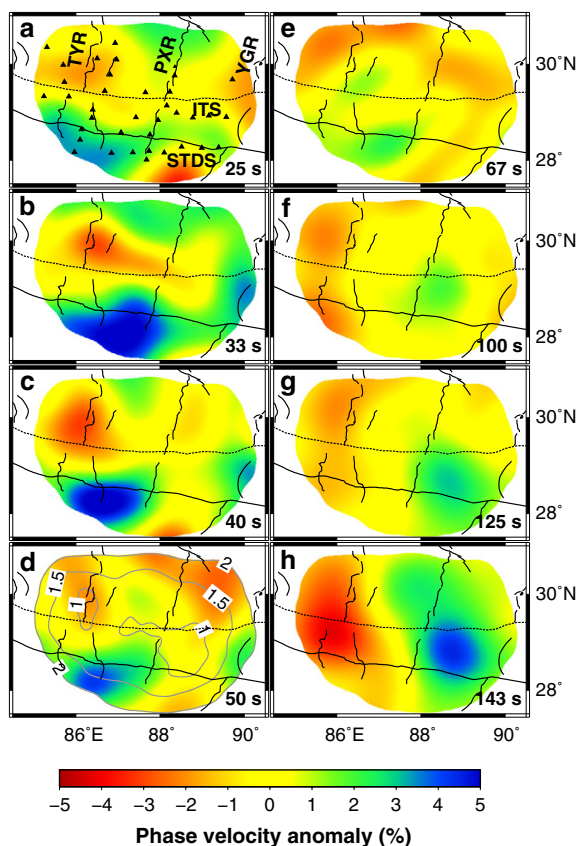 a
TYR
PXR
YGR
ITS
STDS
25 s
e
67 s
30°N
28°
b
33 s
f
100 s
30°N
28°
c
40 s
g
125 s
30°N
28°
d
2
1.5
1.5
1
1
2
50 s
h
143 s
30°N
28°
86°E 88° 90°
86°E 88° 90°
−5 −4 −3 −2 −1 0 1 2 3 4 5
Phase velocity anomaly (%)